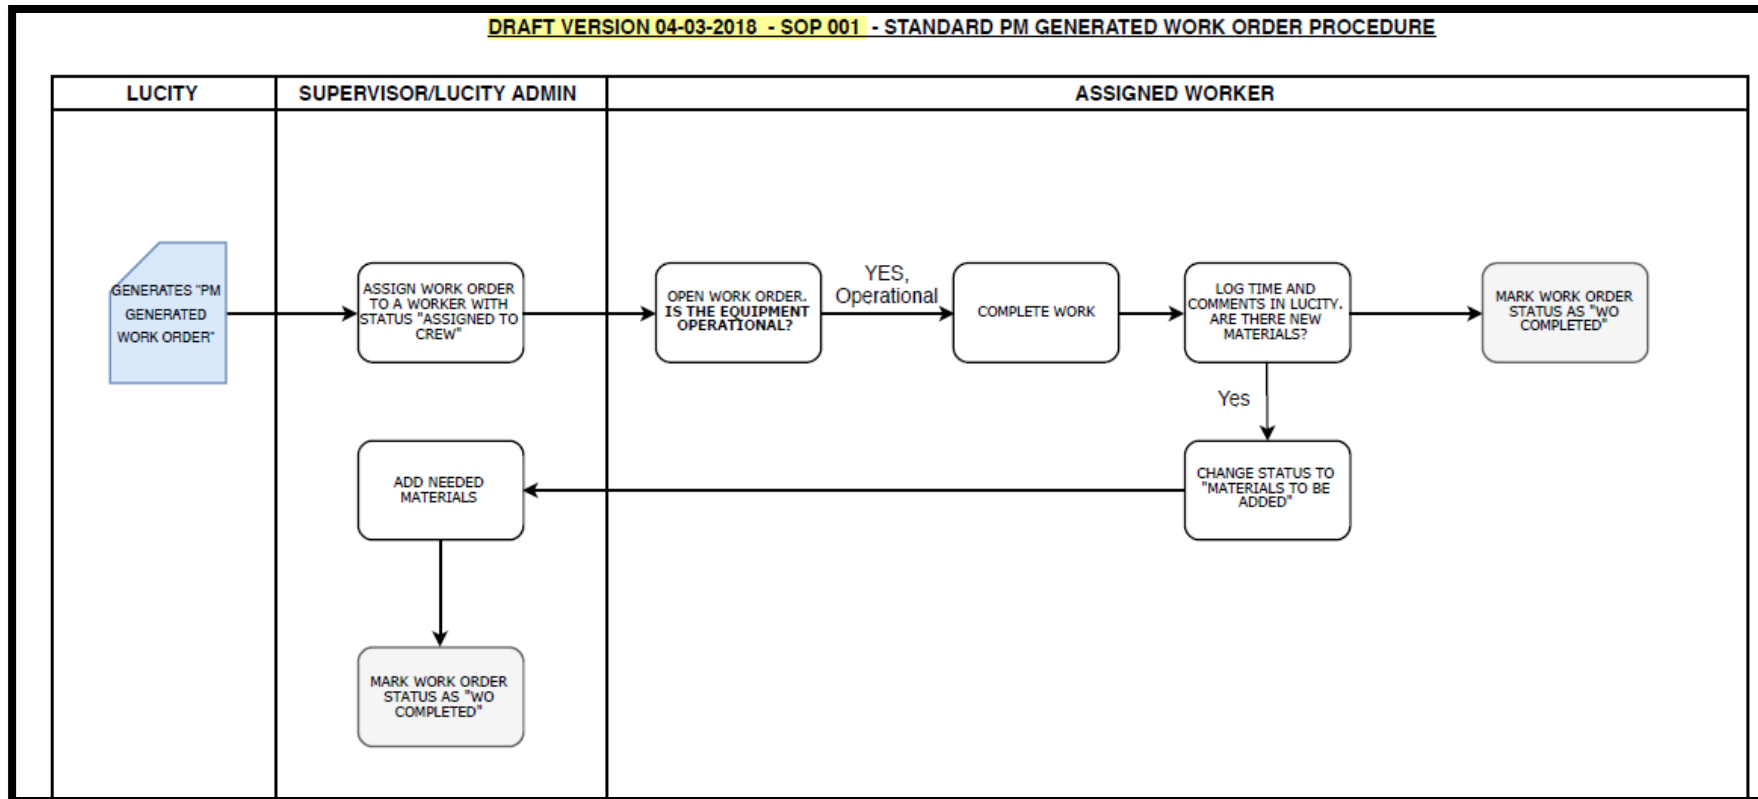 DRAFT VERSION 04-03-2018 - SOP 001 - STANDARD PM GENERATED WORK ORDER PROCEDURE
LUCITY
SUPERVISOR/LUCITY ADMIN
ASSIGNED WORKER
GENERATES "PM
GENERATED
WORK ORDER"
ASSIGN WORK ORDER
TO A WORKER WITH
STATUS "ASSIGNED TO
CREW"
OPEN WORK ORDER.
IS THE EQUIPMENT
OPERATIONAL?
YES,
Operational
COMPLETE WORK
LOG TIME AND
COMMENTS IN LUCITY.
ARE THERE NEW
MATERIALS?
MARK WORK ORDER
STATUS AS "WO
COMPLETED"
Yes
CHANGE STATUS TO
"MATERIALS TO BE
ADDED"
ADD NEEDED
MATERIALS
MARK WORK ORDER
STATUS AS "WO
COMPLETED"